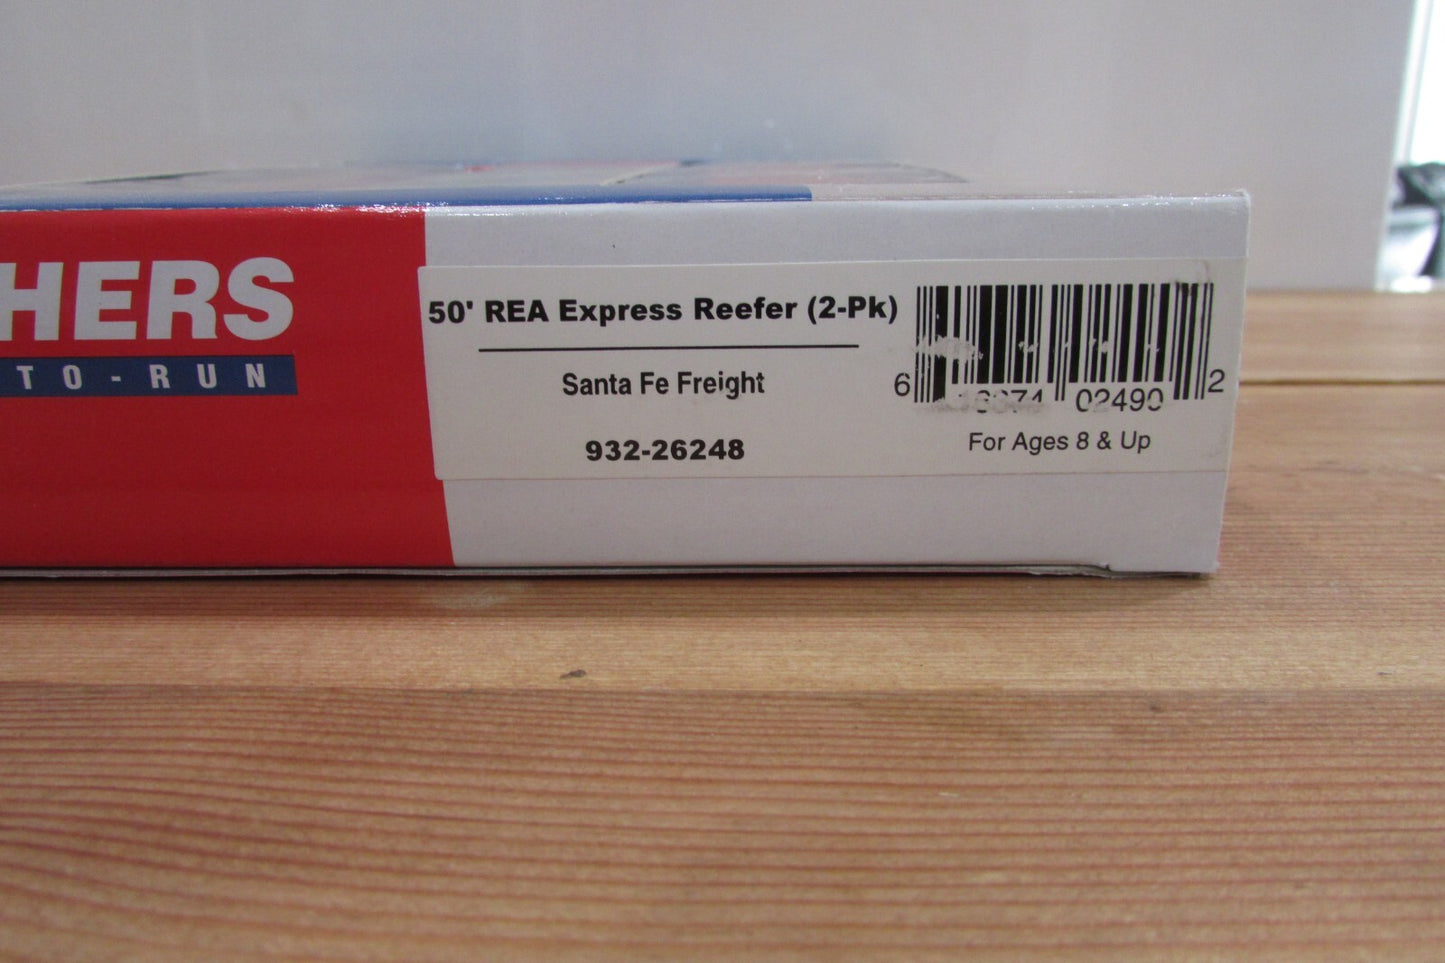 HERS
TO-RUN
50' REA Express Reefer (2-Pk)
Santa Fe Freight
932-26248
6 02490 2
For Ages 8 & Up